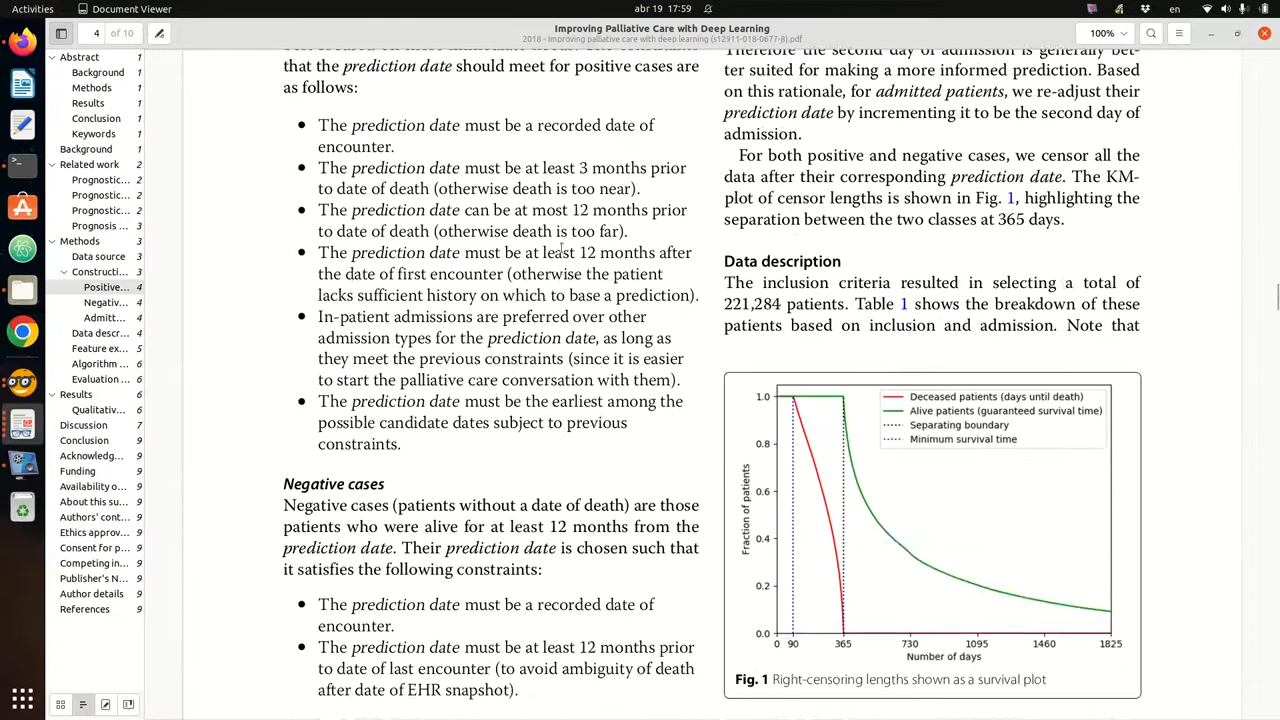 Activities
Document Viewer
abr 19 17:59
en
4
of 10
Improving Palliative Care with Deep Learning
2018 - Improving palliative care with deep learning (s12911-018-0677-8).pdf
100%
Abstract 1
Background 1
Methods 1
Results 1
Conclusion 1
Keywords 1
Background 1
Related work 2
Prognostic... 2
Prognostic... 2
Prognostic... 2
Prognosis ... 3
Methods 3
Data source 3
Constructi... 3
Positive... 4
Negativ... 4
Admitt... 4
Data descr... 4
Feature ex... 5
Algorithm ... 6
Evaluation ... 6
Results 6
Qualitativ... 6
Discussion 7
Conclusion 9
Acknowledg... 9
Funding 9
Availability o... 9
About this su... 9
Authors' cont... 9
Ethics approv... 9
Consent for p... 9
Competing in... 9
Publisher's N... 9
Author details 9
References 9
that the prediction date should meet for positive cases are
as follows:
• The prediction date must be a recorded date of
encounter.
• The prediction date must be at least 3 months prior
to date of death (otherwise death is too near).
• The prediction date can be at most 12 months prior
to date of death (otherwise death is too far).
• The prediction date must be at least 12 months after
the date of first encounter (otherwise the patient
lacks sufficient history on which to base a prediction).
• In-patient admissions are preferred over other
admission types for the prediction date, as long as
they meet the previous constraints (since it is easier
to start the palliative care conversation with them).
• The prediction date must be the earliest among the
possible candidate dates subject to previous
constraints.
Negative cases
Negative cases (patients without a date of death) are those
patients who were alive for at least 12 months from the
prediction date. Their prediction date is chosen such that
it satisfies the following constraints:
• The prediction date must be a recorded date of
encounter.
• The prediction date must be at least 12 months prior
to date of last encounter (to avoid ambiguity of death
after date of EHR snapshot).
Therefore the second day of admission is generally bet-
ter suited for making a more informed prediction. Based
on this rationale, for admitted patients, we re-adjust their
prediction date by incrementing it to be the second day of
admission.
For both positive and negative cases, we censor all the
data after their corresponding prediction date. The KM-
plot of censor lengths is shown in Fig. 1, highlighting the
separation between the two classes at 365 days.
Data description
The inclusion criteria resulted in selecting a total of
221,284 patients. Table 1 shows the breakdown of these
patients based on inclusion and admission. Note that
Deceased patients (days until death)
Alive patients (guaranteed survival time)
Separating boundary
Minimum survival time
Fraction of patients
1.0
0.8
0.6
0.4
0.2
0.0
0 90 365 730 1095 1460 1825
Number of days
Fig. 1 Right-censoring lengths shown as a survival plot